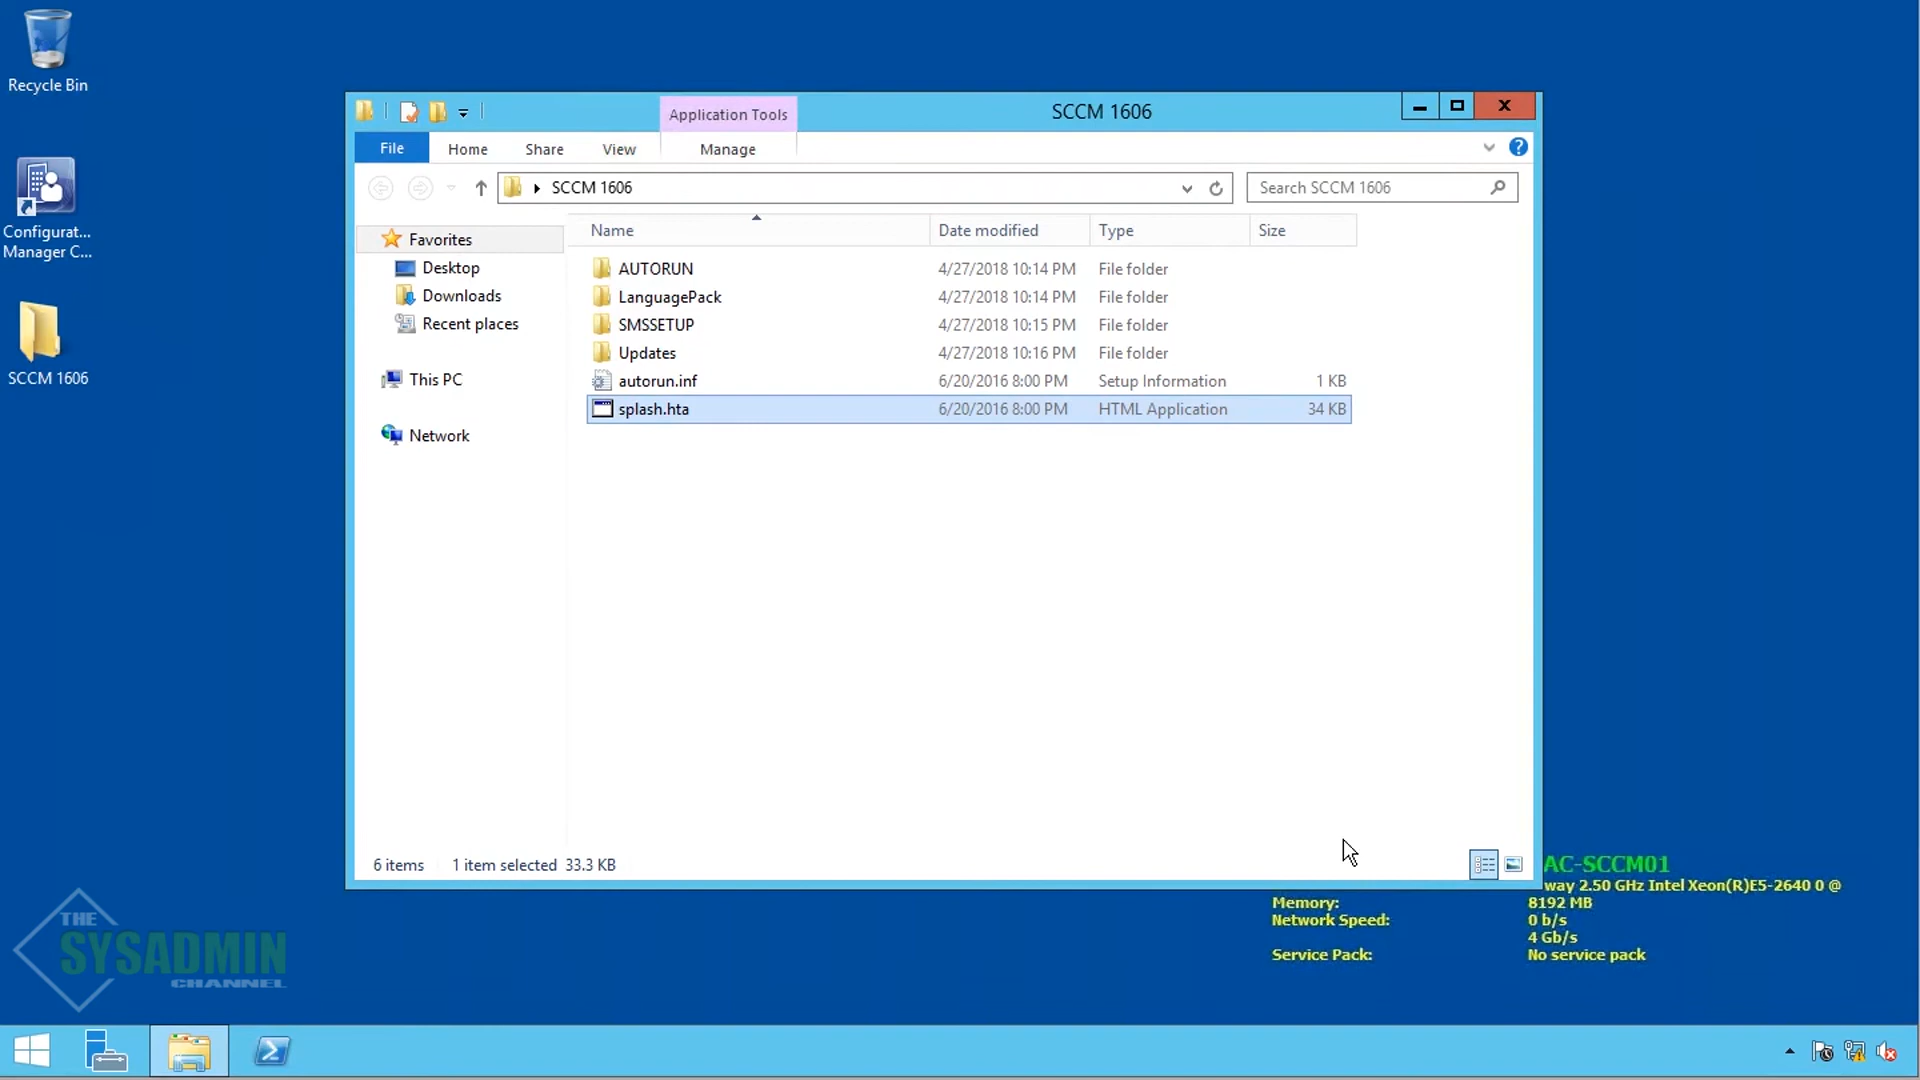 Recycle Bin
Configurat...
Manager C...
SCCM 1606
Application Tools
SCCM 1606
File
Home
Share
View
Manage
SCCM 1606
Search SCCM 1606
Favorites
Desktop
Downloads
Recent places
This PC
Network
Name Date modified Type Size
AUTORUN 4/27/2018 10:14 PM File folder
LanguagePack 4/27/2018 10:14 PM File folder
SMSSETUP 4/27/2018 10:15 PM File folder
Updates 4/27/2018 10:16 PM File folder
autorun.inf 6/20/2016 8:00 PM Setup Information 1 KB
splash.hta 6/20/2016 8:00 PM HTML Application 34 KB
6 items 1 item selected 33.3 KB
AC-SCCM01
way 2.50 GHz Intel Xeon(R)E5-2640 0 @
Memory: 8192 MB
Network Speed: 0 b/s
4 Gb/s
Service Pack: No service pack
THE
SYSADMIN
CHANNEL